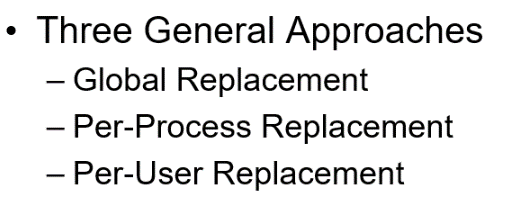 • Three General Approaches
– Global Replacement
– Per-Process Replacement
– Per-User Replacement